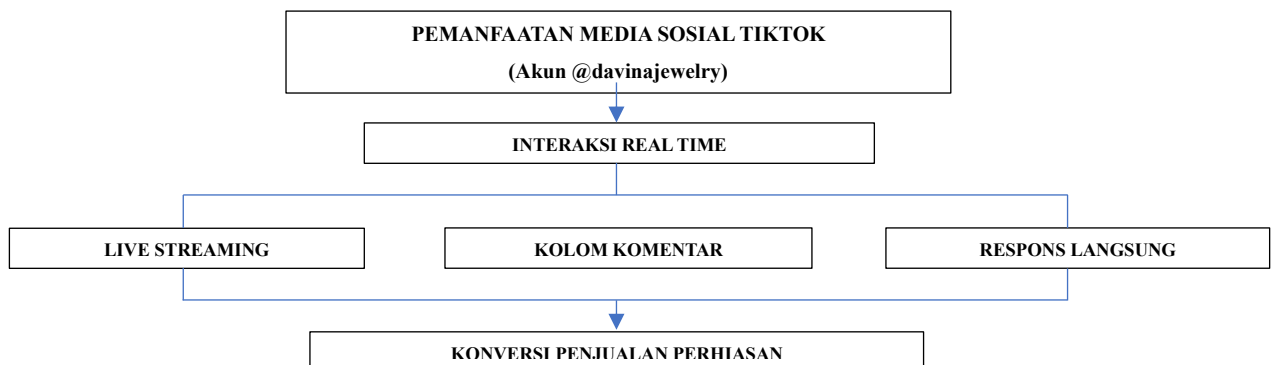 PEMANFAATAN MEDIA SOSIAL TIKTOK
(Akun @davinajewelry)
INTERAKSI REAL TIME
LIVE STREAMING
KOLOM KOMENTAR
RESPONS LANGSUNG
KONVERSI PENJUALAN PERHIASAN